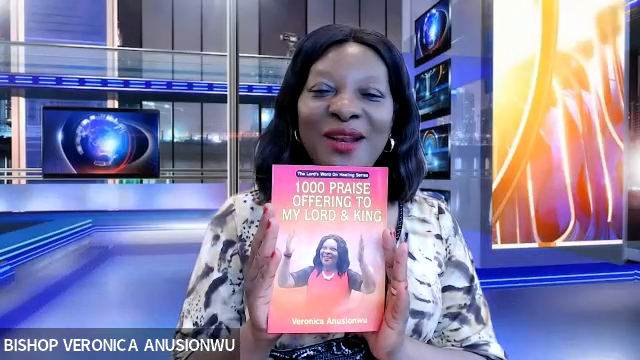 The Lord's Word On Healing Series
1000 PRAISE
OFFERING TO
MY LORD & KING
Veronica Anusionwu
BISHOP VERONICA ANUSIONWU